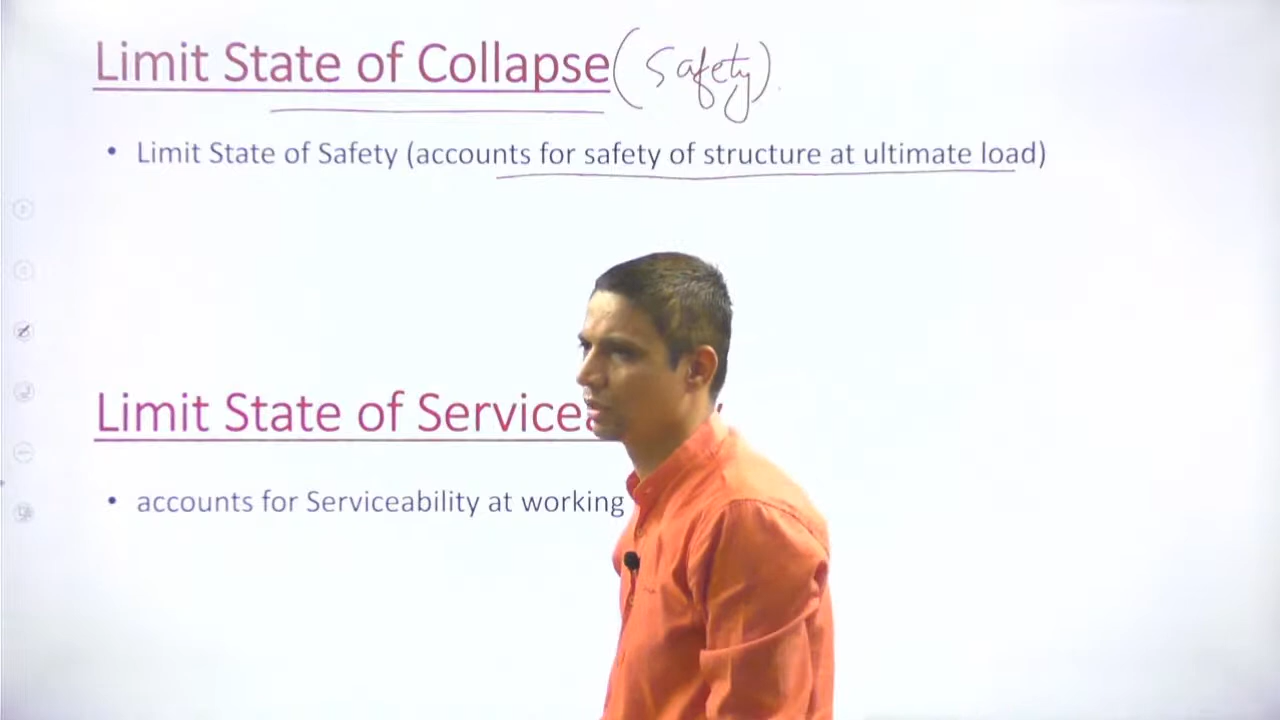 Limit State of Collapse (Safety)
• Limit State of Safety (accounts for safety of structure at ultimate load)
Limit State of
• accounts for Serviceability at working